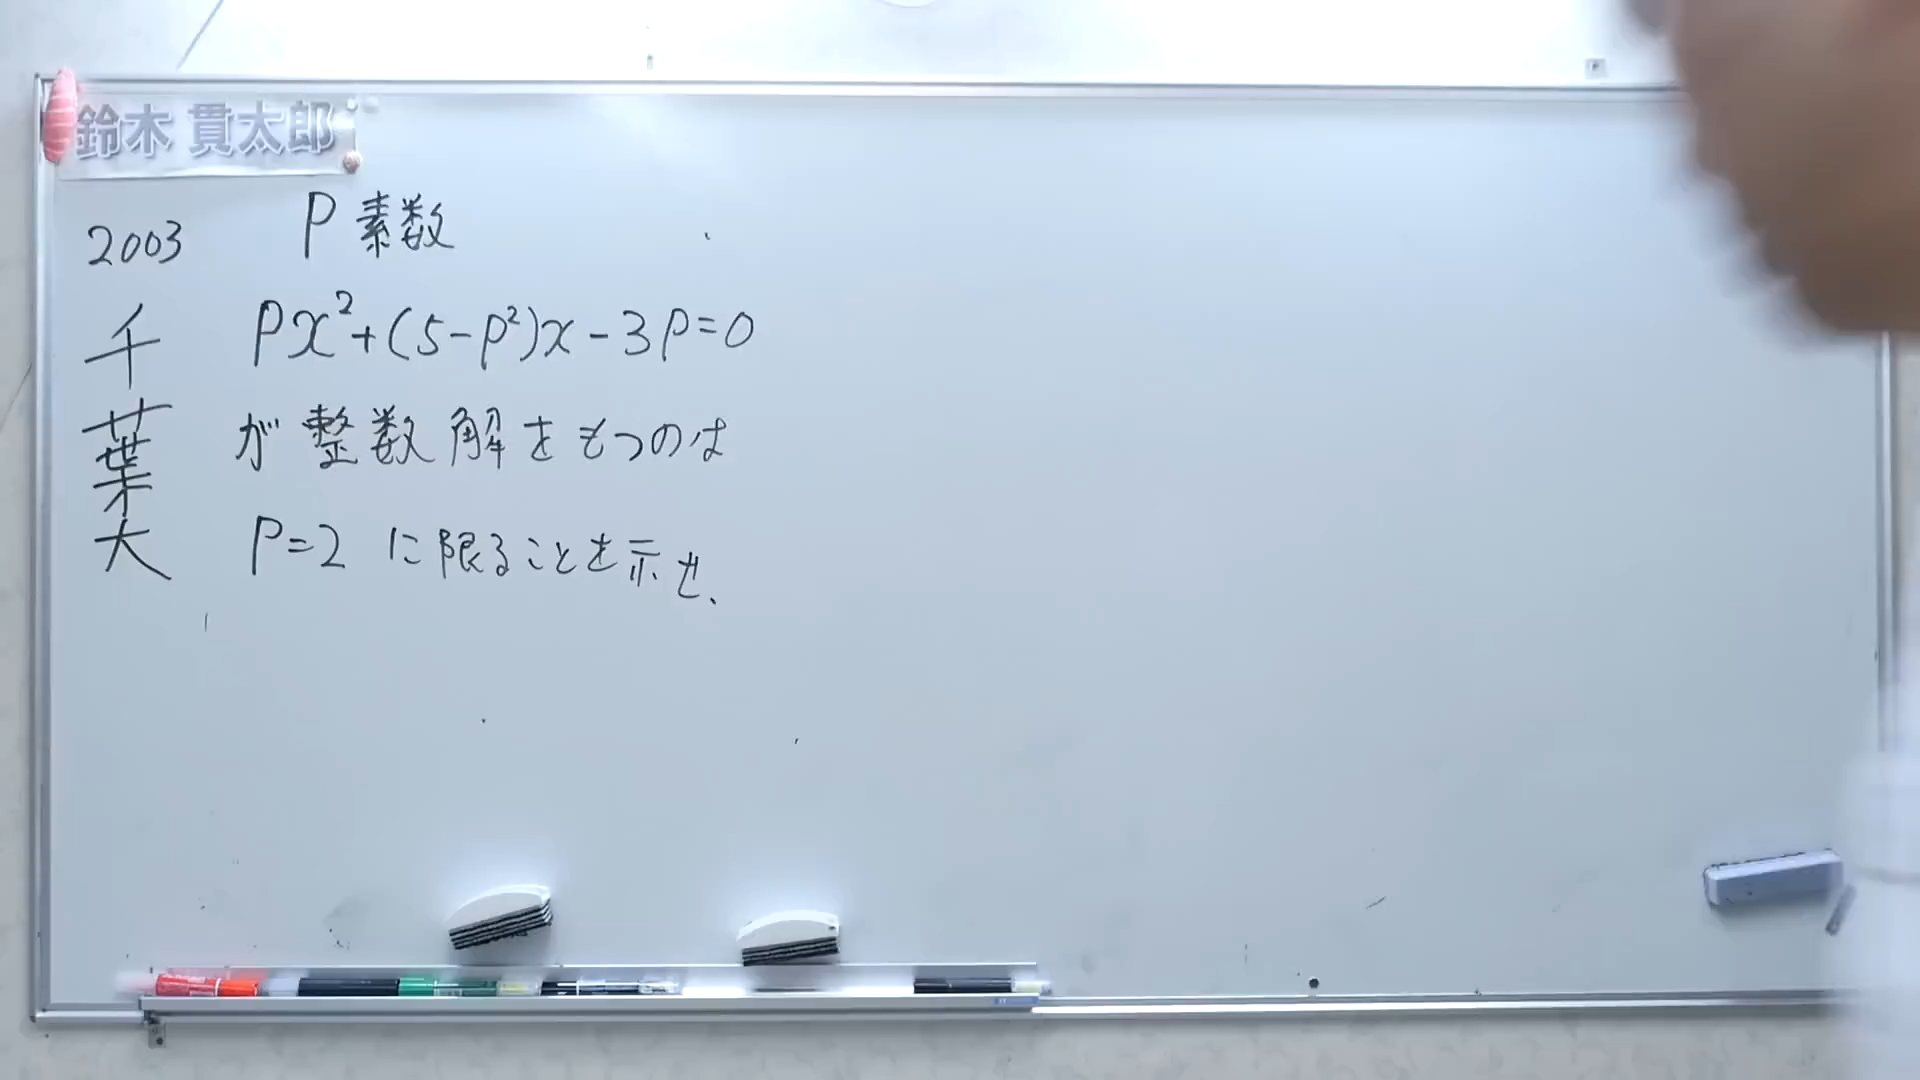 鈴木 貫太郎
2003
千葉大
P 素数
px²+(5-p²)x-3p=0
が整数解をもつのは
P=2 に限ることを示せ、